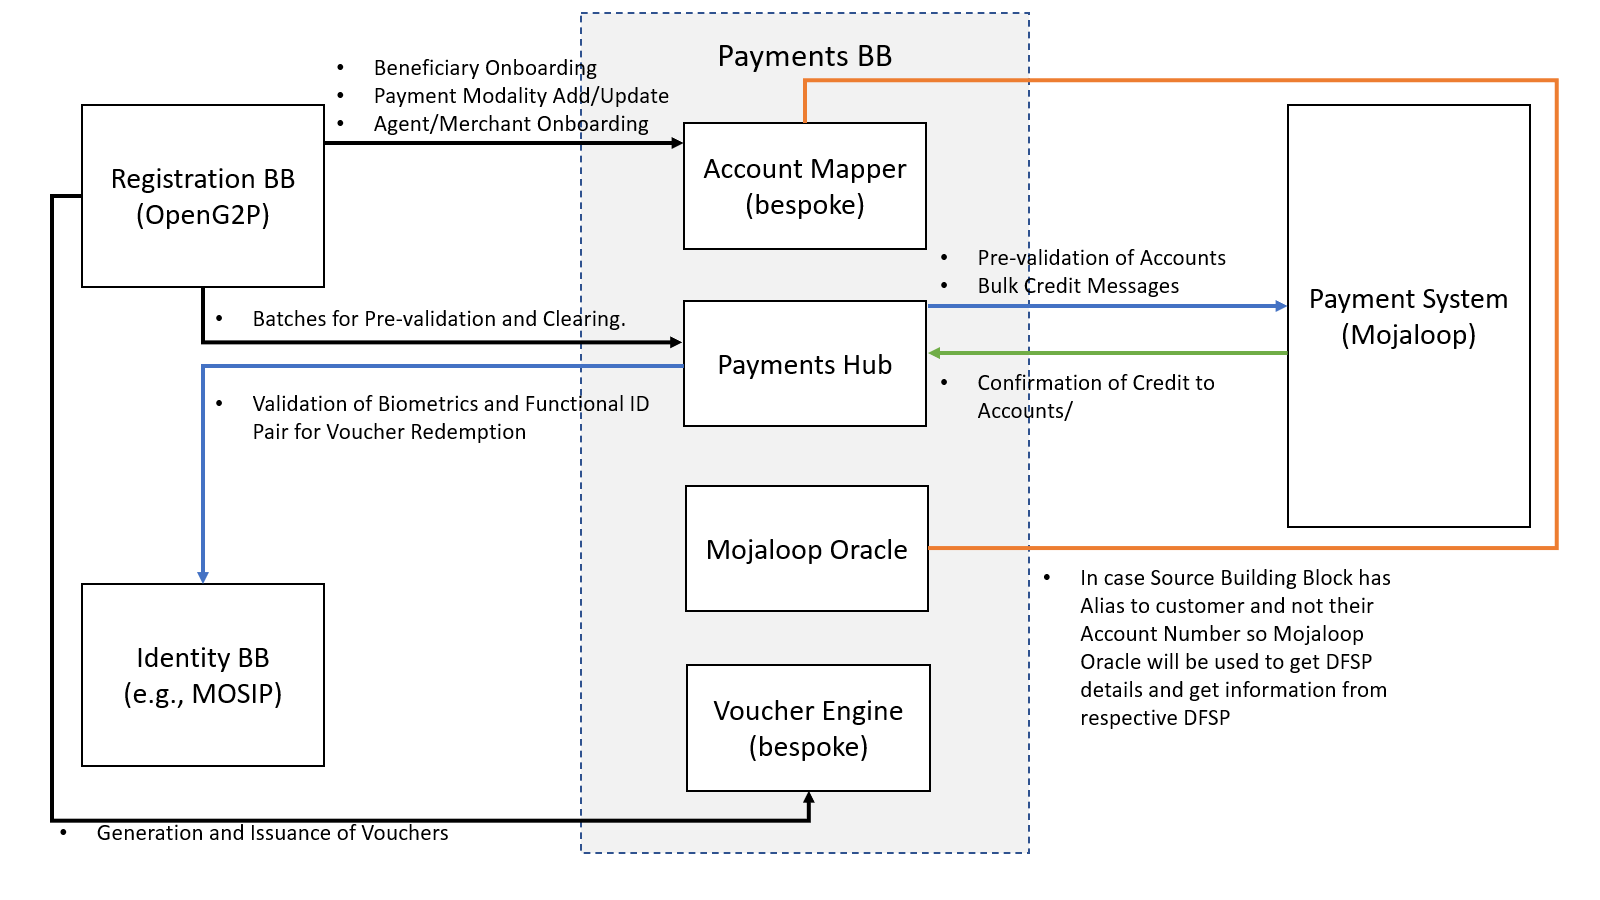 Payments BB
• Beneficiary Onboarding
• Payment Modality Add/Update
• Agent/Merchant Onboarding
Registration BB
(OpenG2P)
Account Mapper
(bespoke)
• Pre-validation of Accounts
• Bulk Credit Messages
Payment System
(Mojaloop)
• Batches for Pre-validation and Clearing.
Payments Hub
• Confirmation of Credit to
Accounts/
• Validation of Biometrics and Functional ID
Pair for Voucher Redemption
Mojaloop Oracle
• In case Source Building Block has
Alias to customer and not their
Account Number so Mojaloop
Oracle will be used to get DFSP
details and get information from
respective DFSP
Identity BB
(e.g., MOSIP)
Voucher Engine
(bespoke)
• Generation and Issuance of Vouchers